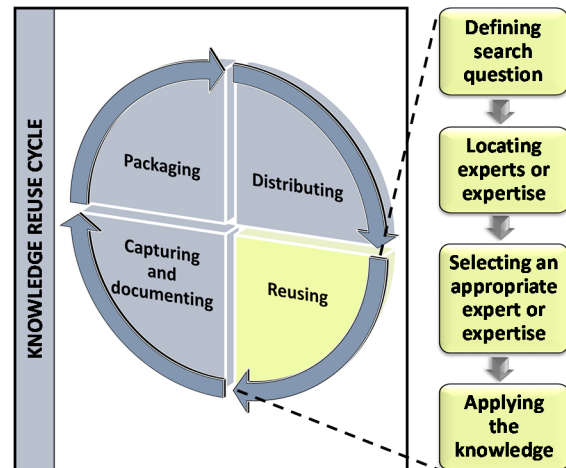 KNOWLEDGE REUSE CYCLE
Packaging
Distributing
Capturing
and
documenting
Reusing
Defining
search
question
Locating
experts or
expertise
Selecting an
appropriate
expert or
expertise
Applying
the
knowledge